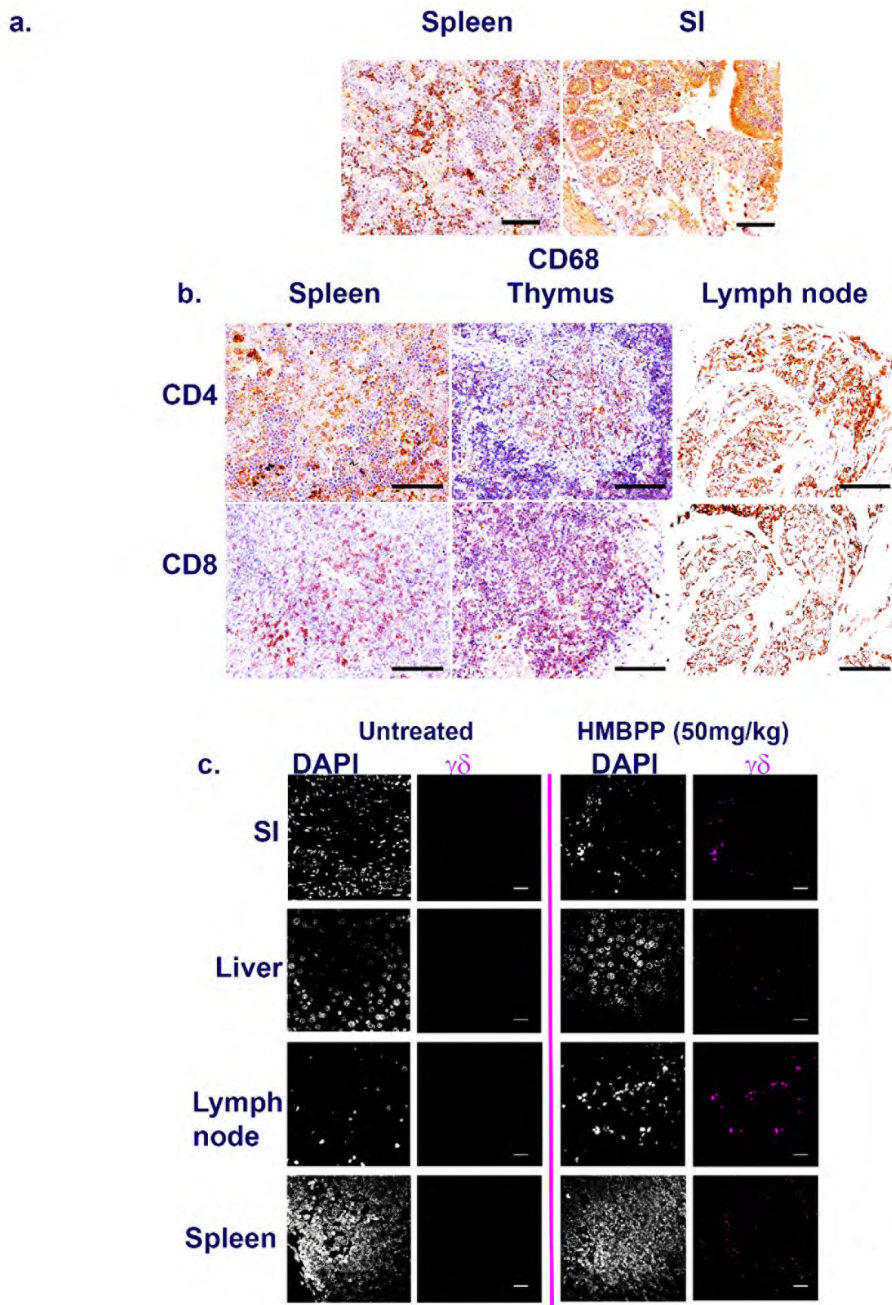 a.
Spleen SI
CD68
b. Spleen Thymus Lymph node
CD4
CD8
Untreated HMBPP (50mg/kg)
c. DAPI γδ DAPI γδ
SI
Liver
Lymph
node
Spleen